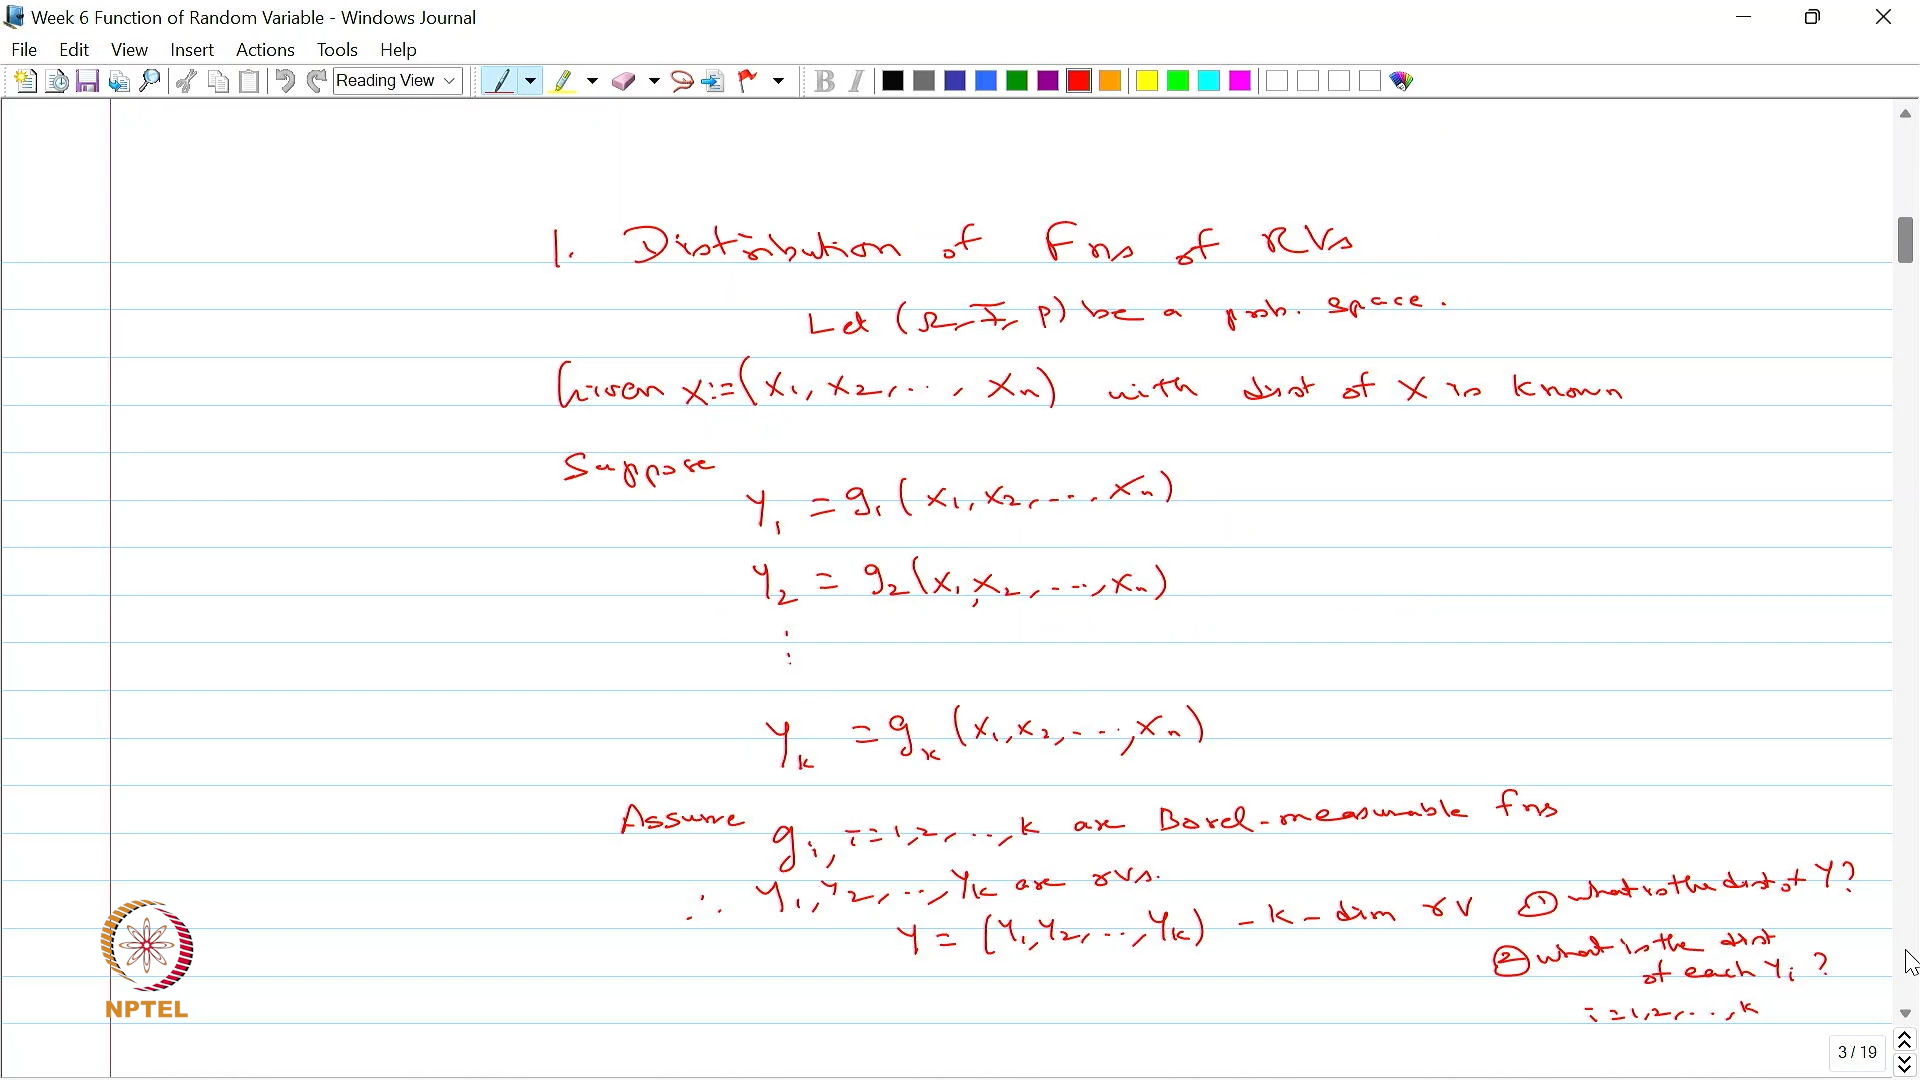 Week 6 Function of Random Variable - Windows Journal
File Edit View Insert Actions Tools Help
Reading View
1. Distribution of Fns of RVs
Let (Ω, F, P) be a prob. space.
Given X:=(X1, X2, ..., Xn) with dist of X is known
Suppose
Y1 = g1(X1, X2, ..., Xn)
Y2 = g2(X1, X2, ..., Xn)
⋮
Yk = gk(X1, X2, ..., Xn)
Assume gi, i=1,2,...,k are Borel-measurable fns
∴ Y1, Y2, ..., Yk are rvs.
Y = (Y1, Y2, ..., Yk) - k-dim rv
① what is the dist of Y?
② what is the dist
of each Yi ?
i=1,2,...,k
NPTEL
3 / 19